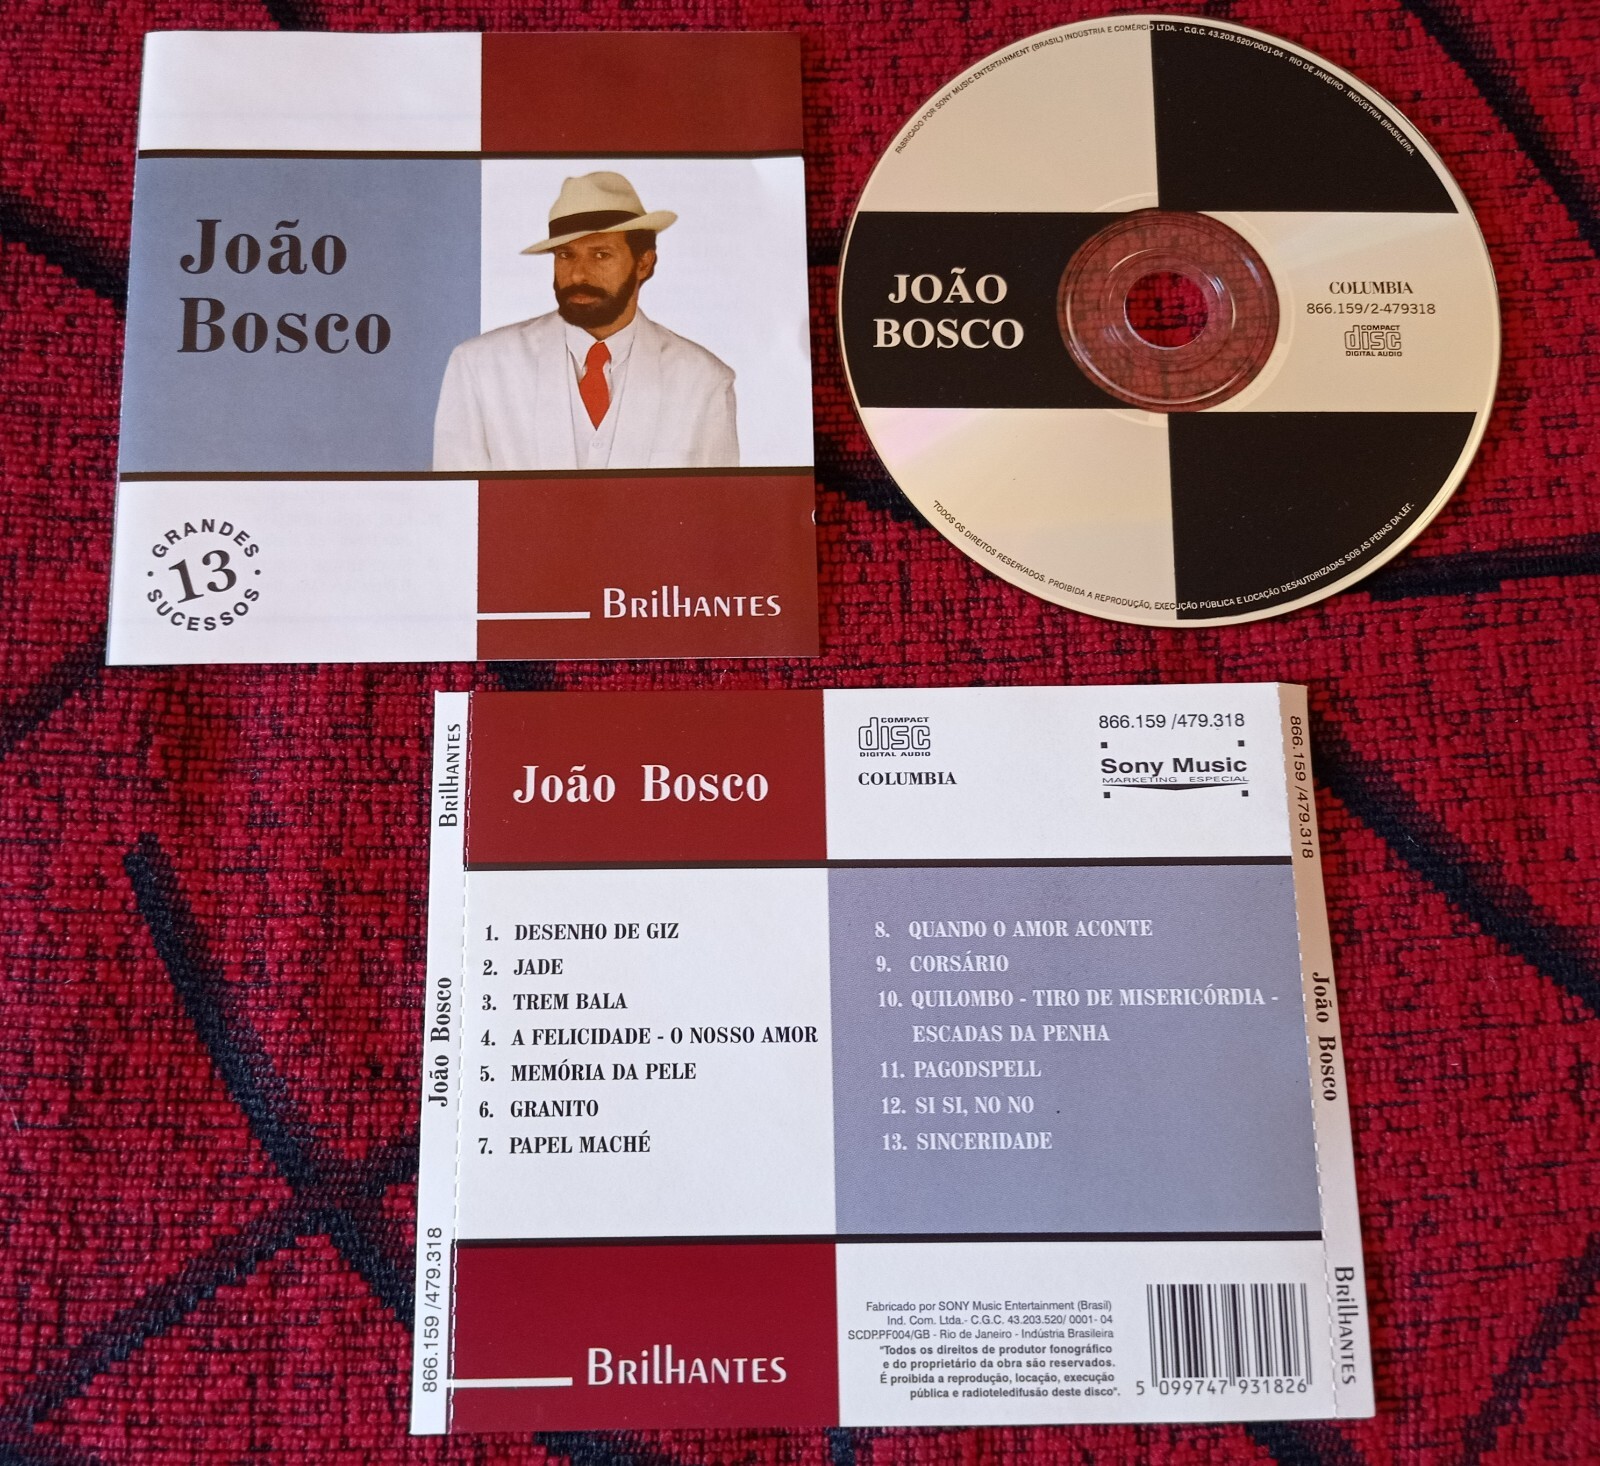 João
Bosco
GRANDES
13
SUCESSOS
BRILHANTES
FABRICADO POR SONY MUSIC ENTERTAINMENT (BRASIL) INDÚSTRIA E COMÉRCIO LTDA. - C.G.C. 43.203.520/0001-04 - RIO DE JANEIRO - INDÚSTRIA BRASILEIRA.
JOÃO
BOSCO
COLUMBIA
866.159/2-479318
COMPACT
disc
DIGITAL AUDIO
"TODOS OS DIREITOS RESERVADOS. PROIBIDA A REPRODUÇÃO, EXECUÇÃO PÚBLICA E LOCAÇÃO DESAUTORIZADAS SOB AS PENAS DA LEI".
BRILHANTES
João Bosco
866.159 /479.318
João Bosco
COMPACT
disc
DIGITAL AUDIO
COLUMBIA
866.159 /479.318
Sony Music
MARKETING ESPECIAL
1. DESENHO DE GIZ
2. JADE
3. TREM BALA
4. A FELICIDADE - O NOSSO AMOR
5. MEMÓRIA DA PELE
6. GRANITO
7. PAPEL MACHÉ
8. QUANDO O AMOR ACONTE
9. CORSÁRIO
10. QUILOMBO - TIRO DE MISERICÓRDIA -
ESCADAS DA PENHA
11. PAGODSPELL
12. SI SI, NO NO
13. SINCERIDADE
BRILHANTES
Fabricado por SONY Music Entertainment (Brasil)
Ind. Com. Ltda.- C.G.C. 43.203.520/ 0001- 04
SCDP.PF004/GB - Rio de Janeiro - Indústria Brasileira
"Todos os direitos de produtor fonográfico
e do proprietário da obra são reservados.
É proibida a reprodução, locação, execução
pública e radioteledifusão deste disco".
5 099747 931826
866.159 /479.318
João Bosco
BRILHANTES